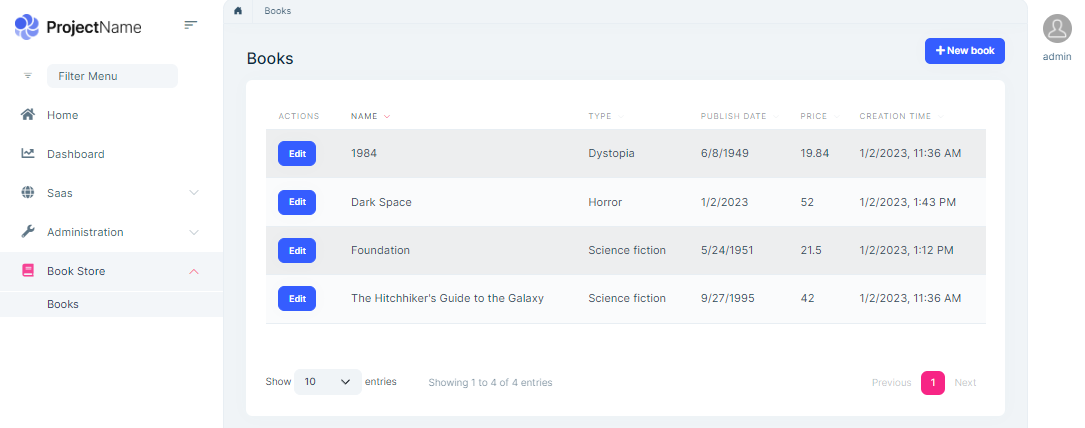 ProjectName
Filter Menu
Home
Dashboard
Saas
Administration
Book Store
Books
Books
Books
+ New book
admin
ACTIONS NAME TYPE PUBLISH DATE PRICE CREATION TIME
Edit 1984 Dystopia 6/8/1949 19.84 1/2/2023, 11:36 AM
Edit Dark Space Horror 1/2/2023 52 1/2/2023, 1:43 PM
Edit Foundation Science fiction 5/24/1951 21.5 1/2/2023, 1:12 PM
Edit The Hitchhiker's Guide to the Galaxy Science fiction 9/27/1995 42 1/2/2023, 11:36 AM
Show 10 entries Showing 1 to 4 of 4 entries Previous 1 Next